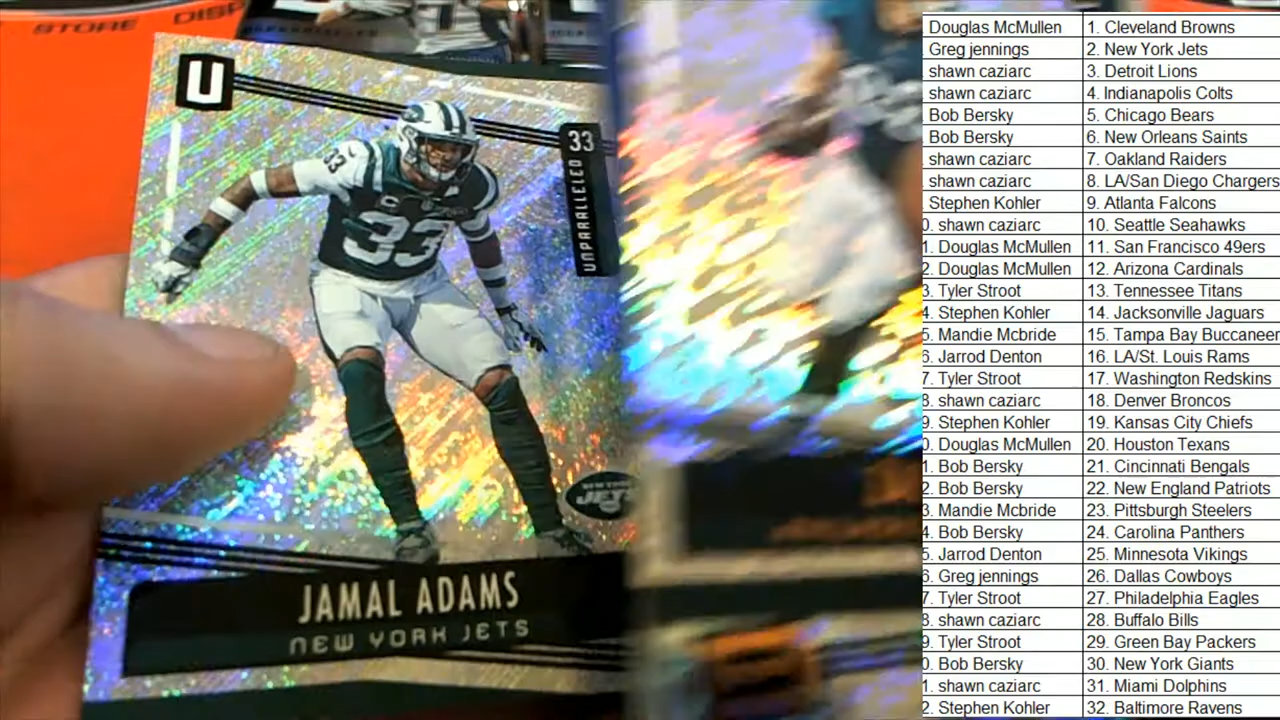 STORE DISP
U
33
UNPARALLELED
33
33
NEW YORK
JETS
JAMAL ADAMS
NEW YORK JETS
Douglas McMullen 1. Cleveland Browns
Greg jennings 2. New York Jets
shawn caziarc 3. Detroit Lions
shawn caziarc 4. Indianapolis Colts
Bob Bersky 5. Chicago Bears
Bob Bersky 6. New Orleans Saints
shawn caziarc 7. Oakland Raiders
shawn caziarc 8. LA/San Diego Chargers
Stephen Kohler 9. Atlanta Falcons
0. shawn caziarc 10. Seattle Seahawks
1. Douglas McMullen 11. San Francisco 49ers
2. Douglas McMullen 12. Arizona Cardinals
3. Tyler Stroot 13. Tennessee Titans
4. Stephen Kohler 14. Jacksonville Jaguars
5. Mandie Mcbride 15. Tampa Bay Buccaneer
6. Jarrod Denton 16. LA/St. Louis Rams
7. Tyler Stroot 17. Washington Redskins
8. shawn caziarc 18. Denver Broncos
9. Stephen Kohler 19. Kansas City Chiefs
0. Douglas McMullen 20. Houston Texans
1. Bob Bersky 21. Cincinnati Bengals
2. Bob Bersky 22. New England Patriots
3. Mandie Mcbride 23. Pittsburgh Steelers
4. Bob Bersky 24. Carolina Panthers
5. Jarrod Denton 25. Minnesota Vikings
6. Greg jennings 26. Dallas Cowboys
7. Tyler Stroot 27. Philadelphia Eagles
8. shawn caziarc 28. Buffalo Bills
9. Tyler Stroot 29. Green Bay Packers
0. Bob Bersky 30. New York Giants
1. shawn caziarc 31. Miami Dolphins
2. Stephen Kohler 32. Baltimore Ravens